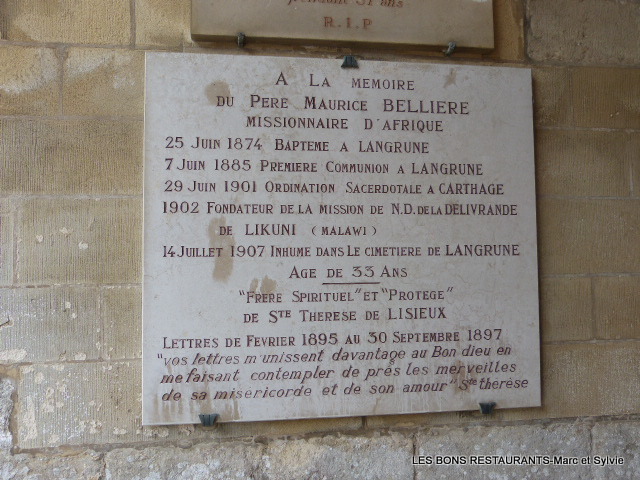 pendant 51 ans
R.I.P
A LA MEMOIRE
DU PERE MAURICE BELLIERE
MISSIONNAIRE D'AFRIQUE
25 JUIN 1874 BAPTEME A LANGRUNE
7 JUIN 1885 PREMIERE COMMUNION A LANGRUNE
29 JUIN 1901 ORDINATION SACERDOTALE A CARTHAGE
1902 FONDATEUR DE LA MISSION DE N.D. DE LA DELIVRANDE
DE LIKUNI (MALAWI)
14 JUILLET 1907 INHUME DANS LE CIMETIERE DE LANGRUNE
AGE DE 33 ANS
"FRERE SPIRITUEL" ET "PROTEGE"
DE STE THERESE DE LISIEUX
LETTRES DE FEVRIER 1895 AU 30 SEPTEMBRE 1897
"vos lettres m'unissent davantage au Bon dieu en
me faisant contempler de près les merveilles
de sa misericorde et de son amour" Ste thérèse
LES BONS RESTAURANTS-Marc et Sylvie